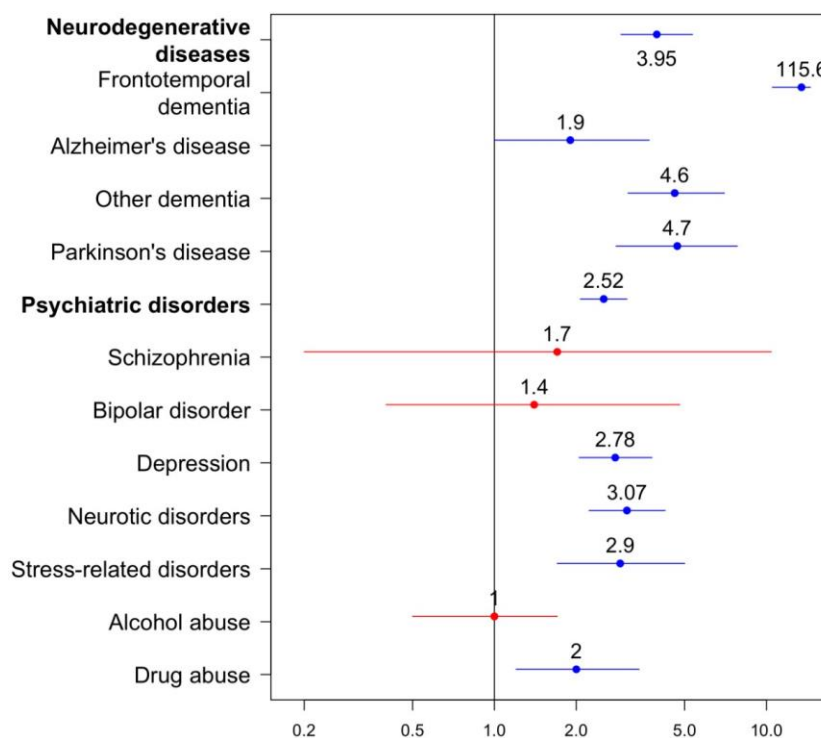 Neurodegenerative
diseases
3.95
Frontotemporal
dementia
115.6
Alzheimer's disease
1.9
Other dementia
4.6
Parkinson's disease
4.7
Psychiatric disorders
2.52
Schizophrenia
1.7
Bipolar disorder
1.4
Depression
2.78
Neurotic disorders
3.07
Stress-related disorders
2.9
Alcohol abuse
1
Drug abuse
2
0.2 0.5 1.0 2.0 5.0 10.0